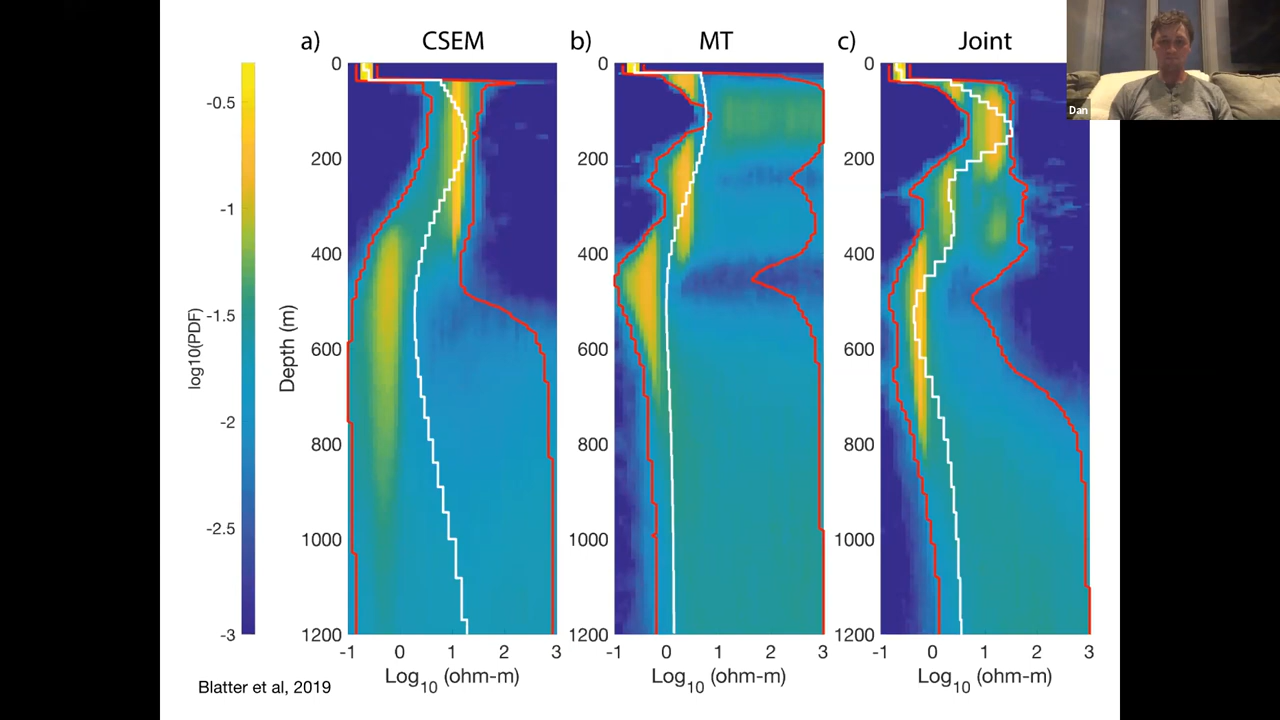 a) CSEM
b) MT
c) Joint
Dan
log10(PDF)
-0.5
-1
-1.5
-2
-2.5
-3
Depth (m)
0
200
400
600
800
1000
1200
-1 0 1 2 3
Log10 (ohm-m)
0
200
400
600
800
1000
1200
-1 0 1 2 3
Log10 (ohm-m)
0
200
400
600
800
1000
1200
-1 0 1 2 3
Log10 (ohm-m)
Blatter et al, 2019